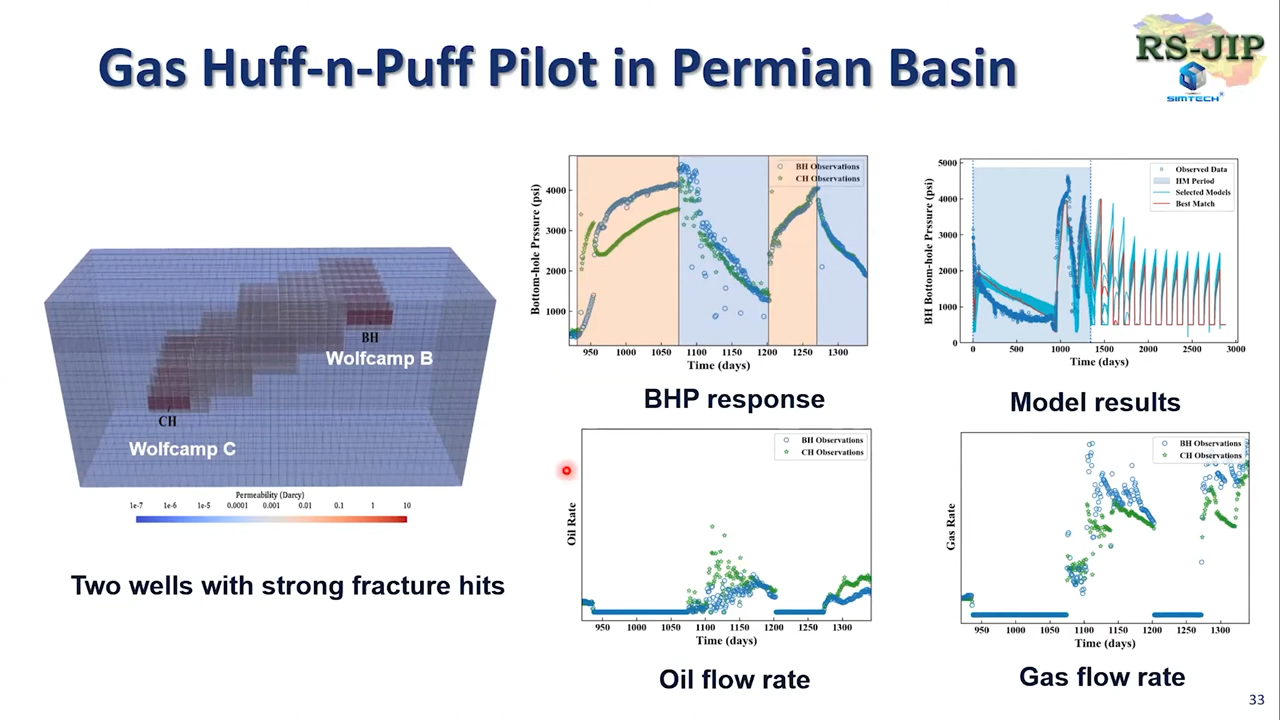 Gas Huff-n-Puff Pilot in Permian Basin
RS-JIP
SIMTECH
BH
Wolfcamp B
CH
Wolfcamp C
Permeability (Darcy)
1e-7 1e-6 1e-5 0.0001 0.001 0.01 0.1 1 10
Two wells with strong fracture hits
BH Observations
CH Observations
Bottom-hole Prssure (psi)
4000
3000
2000
1000
950 1000 1050 1100 1150 1200 1250 1300
Time (days)
BHP response
Observed Data
HM Period
Selected Models
Best Match
BH Bottom-hole Prssure (psi)
5000
4000
3000
2000
1000
0
0 500 1000 1500 2000 2500 3000
Time (days)
Model results
BH Observations
CH Observations
Oil Rate
950 1000 1050 1100 1150 1200 1250 1300
Time (days)
Oil flow rate
BH Observations
CH Observations
Gas Rate
950 1000 1050 1100 1150 1200 1250 1300
Time (days)
Gas flow rate
33